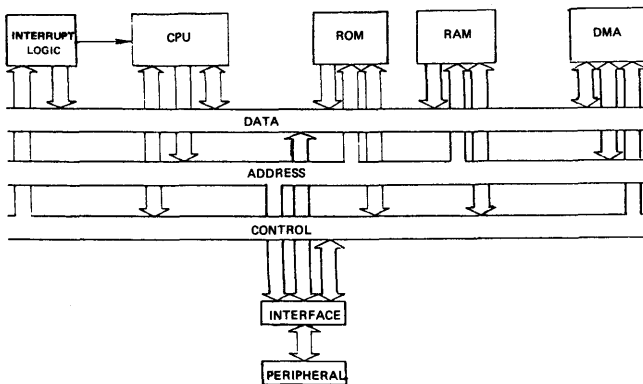 INTERRUPT
LOGIC
CPU
ROM
RAM
DMA
DATA
ADDRESS
CONTROL
INTERFACE
PERIPHERAL